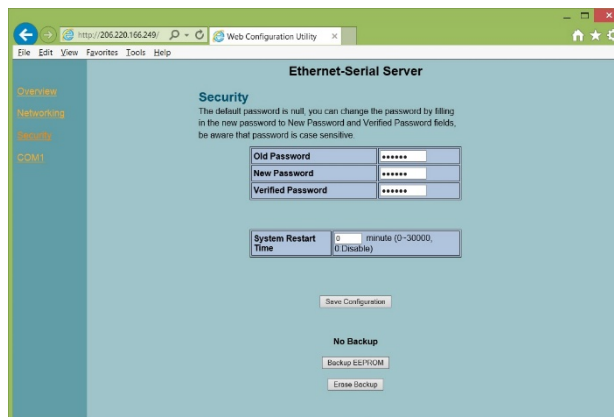 http://206.220.166.249/
Web Configuration Utility
File Edit View Favorites Tools Help
Ethernet-Serial Server
Overview
Networking
Security
COM1
Security
The default password is null, you can change the password by filling
in the new password to New Password and Verified Password fields,
be aware that password is case sensitive.
Old Password ••••••
New Password ••••••
Verified Password ••••••
System Restart Time
0 minute (0~30000,
0:Disable)
Save Configuration
No Backup
Backup EEPROM
Erase Backup